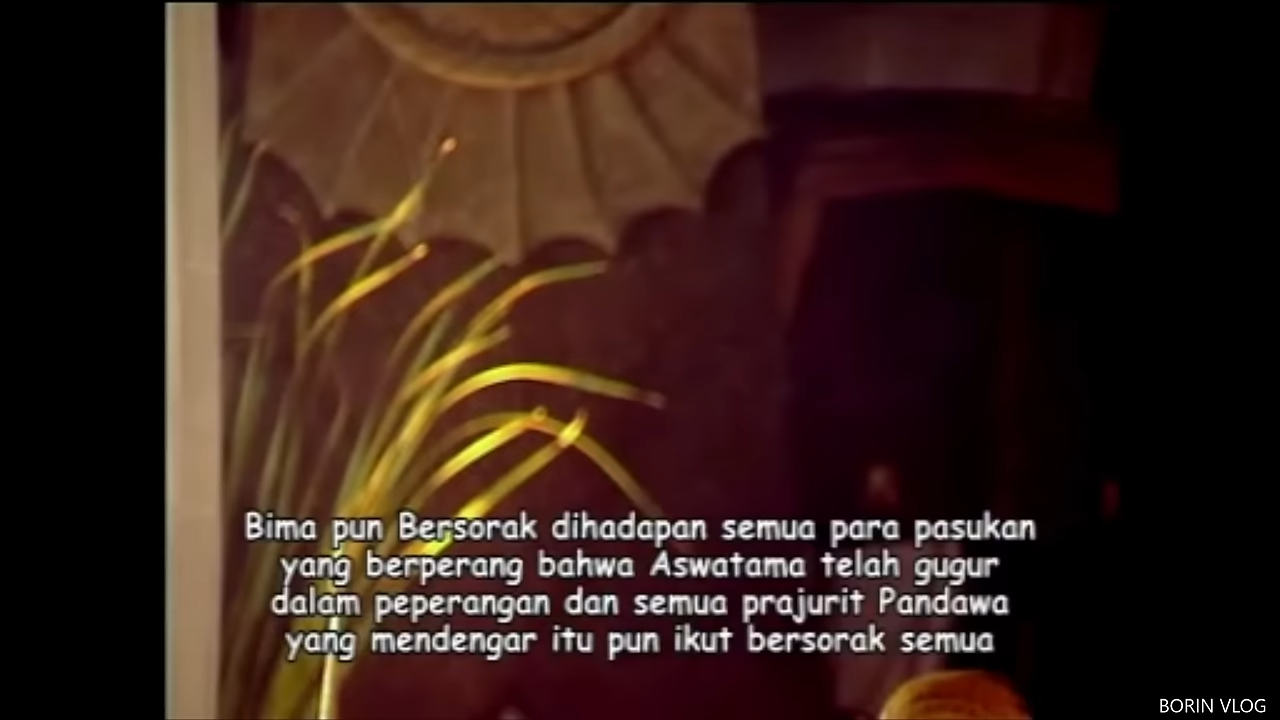 Bima pun Bersorak dihadapan semua para pasukan
yang berperang bahwa Aswatama telah gugur
dalam peperangan dan semua prajurit Pandawa
yang mendengar itu pun ikut bersorak semua
BORIN VLOG